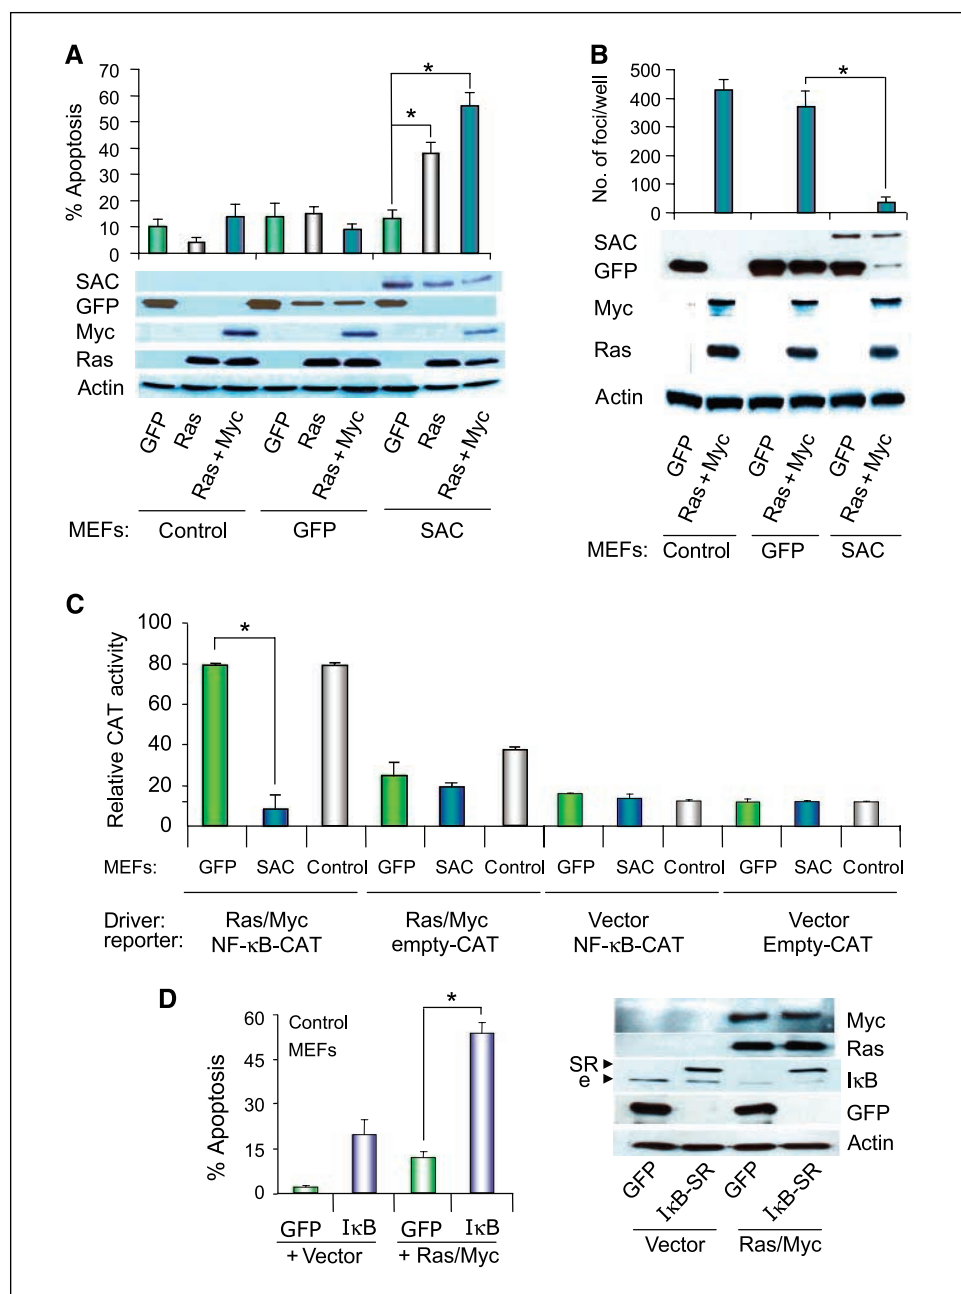 A
% Apoptosis
70
60
50
40
30
20
10
0
*
*
SAC
GFP
Myc
Ras
Actin
GFP
Ras
Ras + Myc
GFP
Ras
Ras + Myc
GFP
Ras
Ras + Myc
MEFs: Control GFP SAC
B
No. of foci/well
500
400
300
200
100
0
*
SAC
GFP
Myc
Ras
Actin
GFP
Ras + Myc
GFP
Ras + Myc
GFP
Ras + Myc
MEFs: Control GFP SAC
C
Relative CAT activity
100
80
60
40
20
0
*
MEFs: GFP SAC Control GFP SAC Control GFP SAC Control GFP SAC Control
Driver: Ras/Myc Ras/Myc Vector Vector
reporter: NF-κB-CAT empty-CAT NF-κB-CAT Empty-CAT
D
% Apoptosis
60
45
30
15
0
Control
MEFs
*
GFP IκB GFP IκB
+ Vector + Ras/Myc
Myc
Ras
SR
e
IκB
GFP
Actin
GFP
IκB-SR
GFP
IκB-SR
Vector Ras/Myc